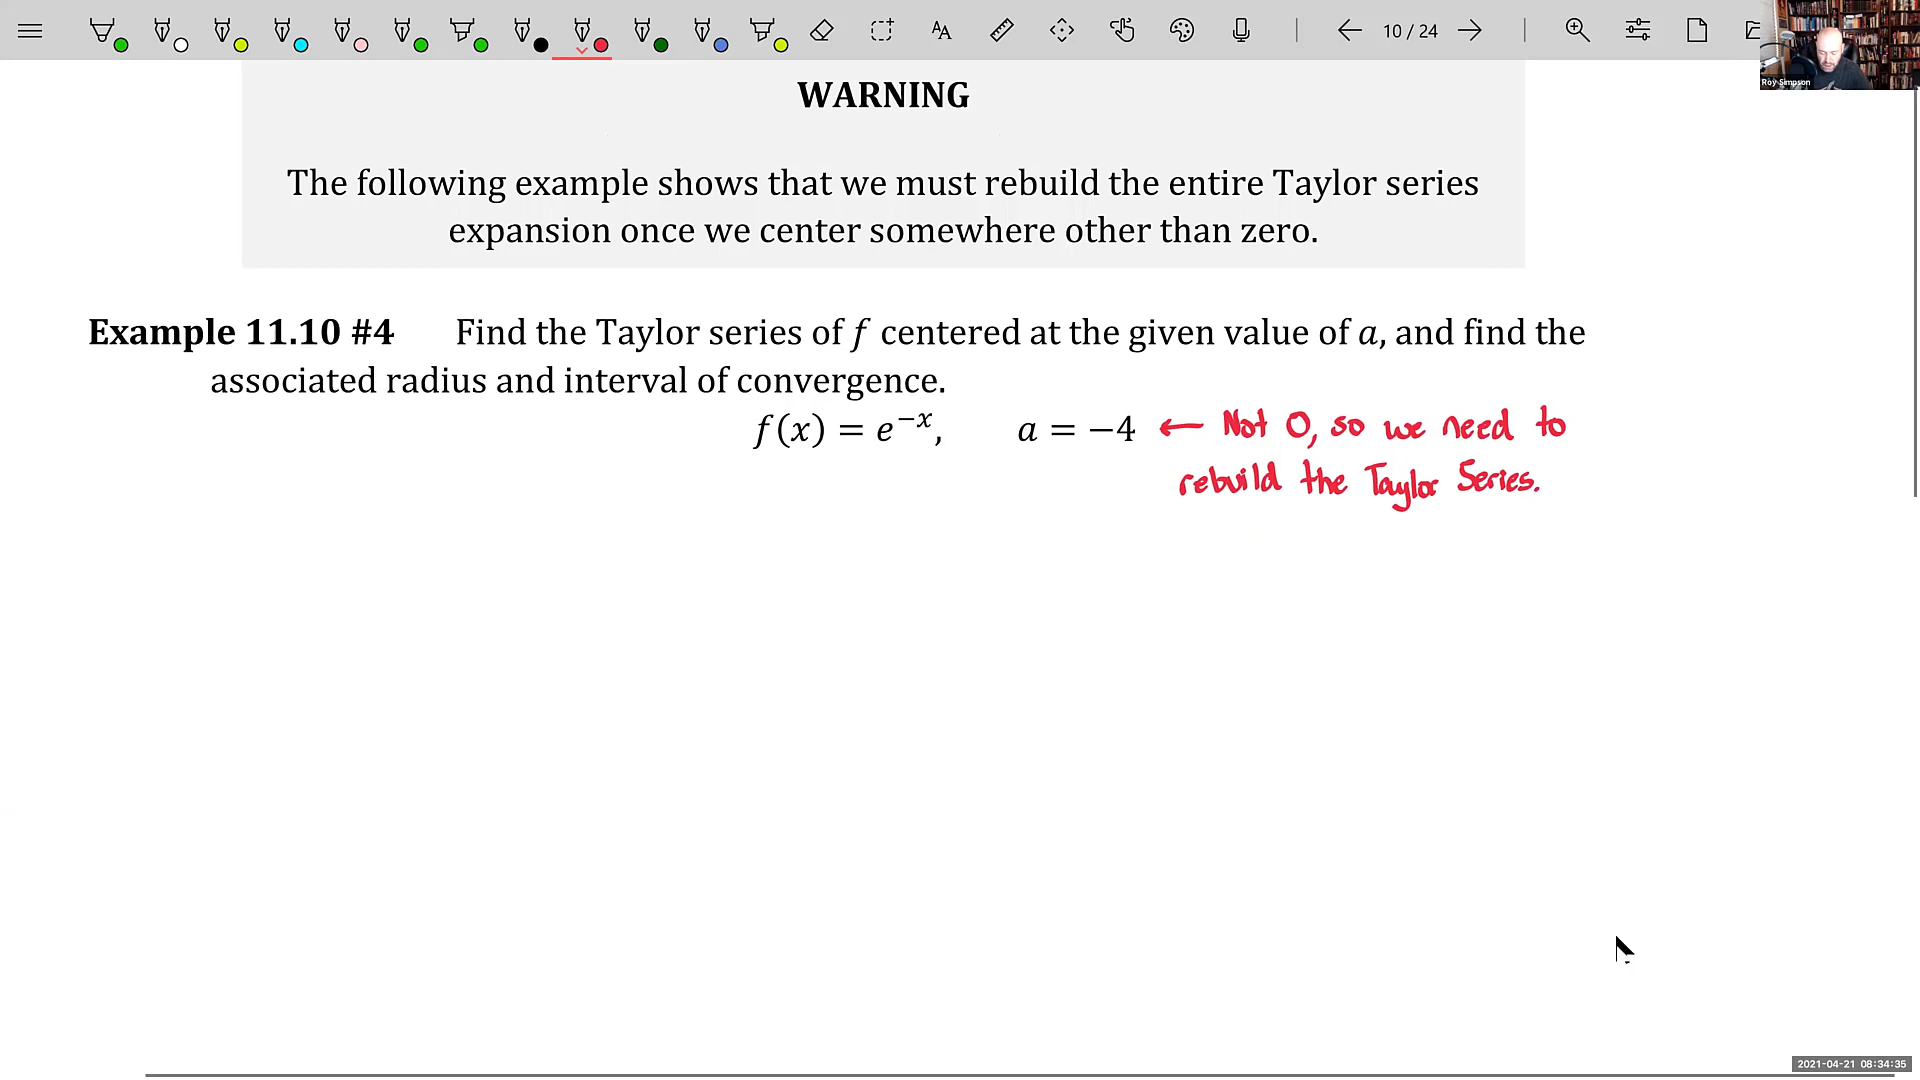 10 / 24
Roy Simpson
WARNING
The following example shows that we must rebuild the entire Taylor series
expansion once we center somewhere other than zero.
Example 11.10 #4 Find the Taylor series of f centered at the given value of a, and find the
associated radius and interval of convergence.
f(x) = e^{−x}, a = −4 ← Not 0, so we need to
rebuild the Taylor Series.
2021-04-21 08:34:35